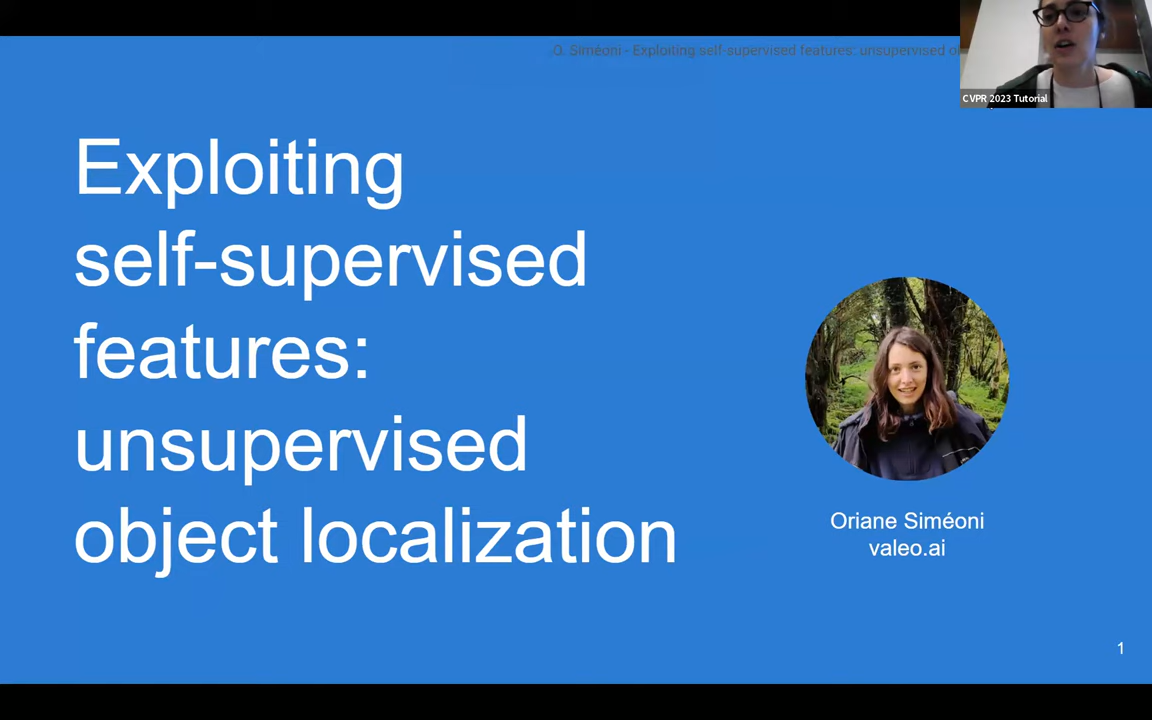 O. Siméoni - Exploiting self-supervised features: unsupervised
CVPR 2023 Tutorial
Exploiting
self-supervised
features:
unsupervised
object localization
Oriane Siméoni
valeo.ai
1